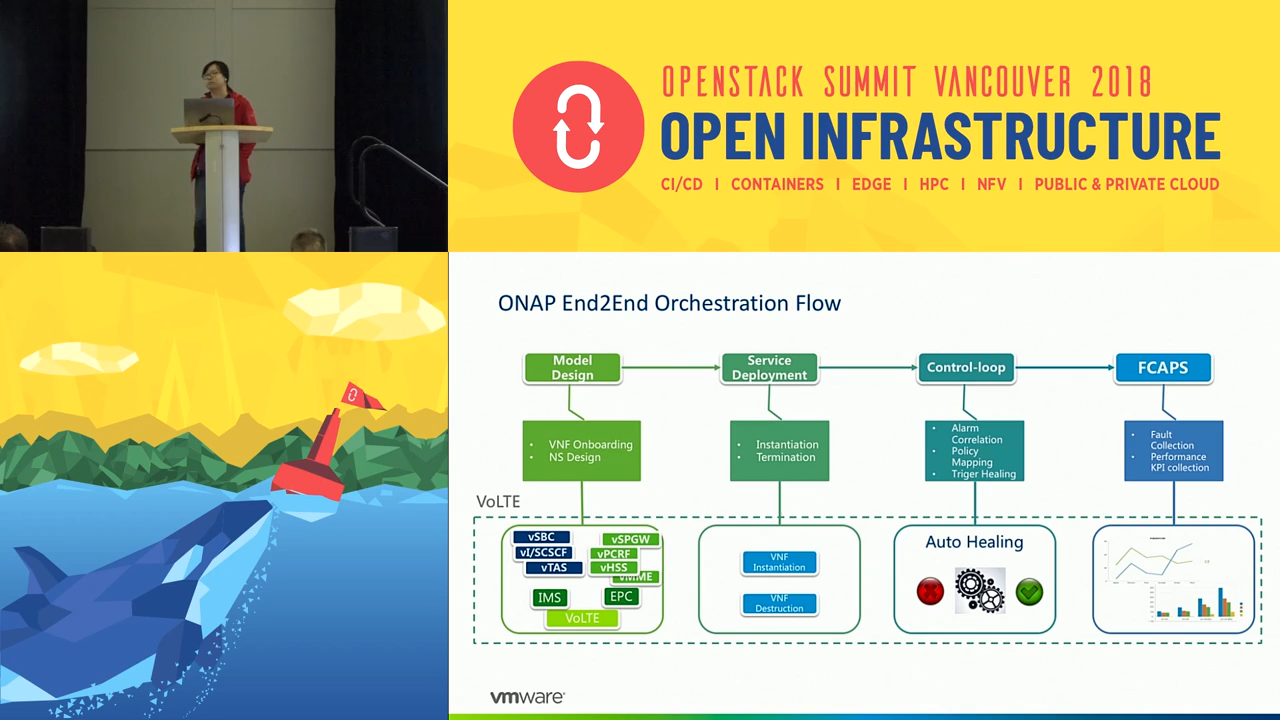 OPENSTACK SUMMIT VANCOUVER 2018
OPEN INFRASTRUCTURE
CI/CD | CONTAINERS | EDGE | HPC | NFV | PUBLIC & PRIVATE CLOUD
ONAP End2End Orchestration Flow
Model
Design
Service
Deployment
Control-loop
FCAPS
• VNF Onboarding
• NS Design
• Instantiation
• Termination
• Alarm
Correlation
• Policy
Mapping
• Triger Healing
• Fault
Collection
• Performance
KPI collection
VoLTE
vSBC
vI/SCSCF
vTAS
vSPGW
vPCRF
vHSS
vMME
IMS
EPC
VoLTE
VNF
Instantiation
VNF
Destruction
Auto Healing
vmware